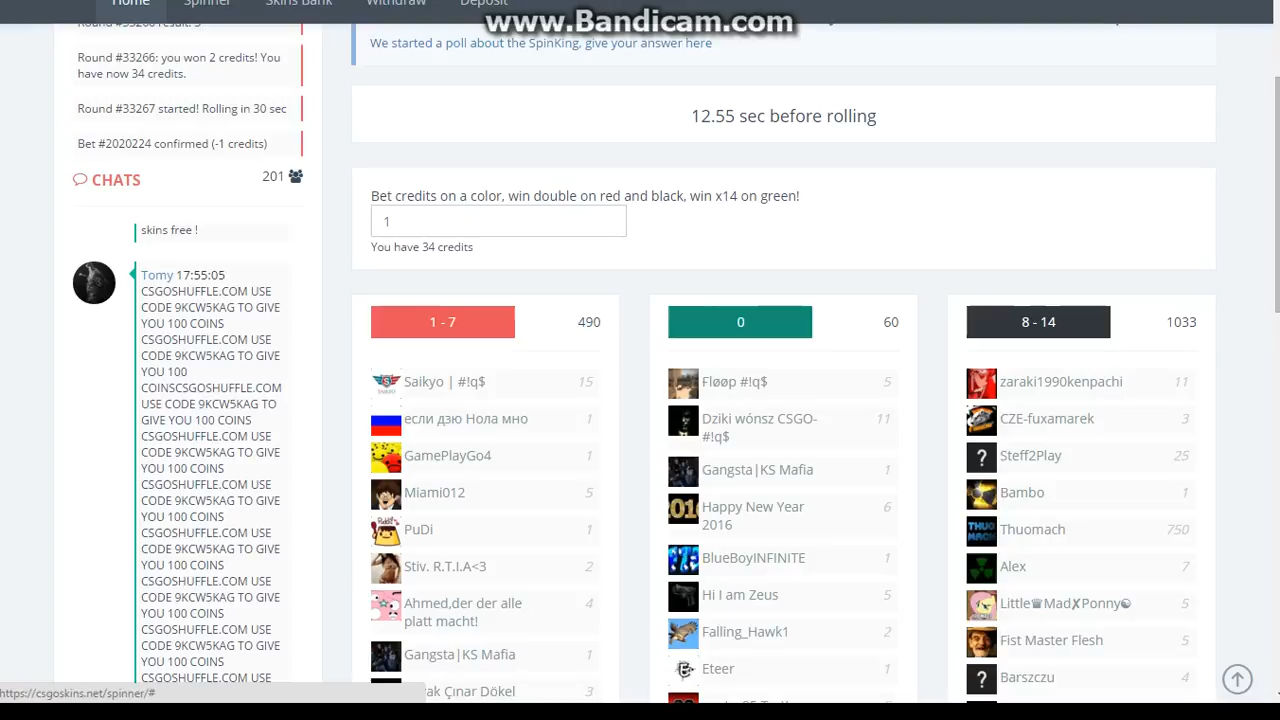 Home Spinner Skins Bank Withdraw Deposit
www.Bandicam.com
Round #33266: you won 2 credits! You
have now 34 credits.
Round #33267 started! Rolling in 30 sec
Bet #2020224 confirmed (-1 credits)
CHATS 201
skins free !
Tomy 17:55:05
CSGOSHUFFLE.COM USE
CODE 9KCW5KAG TO GIVE
YOU 100 COINS
CSGOSHUFFLE.COM USE
CODE 9KCW5KAG TO GIVE
YOU 100
COINSCSGOSHUFFLE.COM
USE CODE 9KCW5KAG TO
GIVE YOU 100 COINS
CSGOSHUFFLE.COM USE
CODE 9KCW5KAG TO GIVE
YOU 100 COINS
CSGOSHUFFLE.COM USE
CODE 9KCW5KAG TO GIVE
YOU 100 COINS
CSGOSHUFFLE.COM USE
CODE 9KCW5KAG TO GIVE
YOU 100 COINS
CSGOSHUFFLE.COM USE
CODE 9KCW5KAG TO GIVE
YOU 100 COINS
CSGOSHUFFLE.COM USE
CODE 9KCW5KAG TO GIVE
YOU 100 COINS
CSGOSHUFFLE.COM USE
https://csgoskins.net/spinner/#
We started a poll about the SpinKing, give your answer here
12.55 sec before rolling
Bet credits on a color, win double on red and black, win x14 on green!
1
You have 34 credits
1 - 7 490
Saikyo | #!q$ 15
если дзю Нола мно 1
GamePlayGo4 1
Miami012 5
PuDi 1
Stiv. R.T.I.A<3 2
Ahmed,der der alle 4
platt macht!
Gangsta|KS Mafia 1
Çınar Dökel 3
0 60
Fløøp #!q$ 5
Dziki wónsz CSGO- 11
#!q$
Gangsta|KS Mafia 1
Happy New Year 6
2016
BlueBoyINFINITE 1
Hi I am Zeus 5
Falling_Hawk1 2
Eteer 1
8 - 14 1033
zaraki1990kenpachi 11
CZE-fuxamarek 3
Steff2Play 25
Bambo 1
Thuomach 750
Alex 7
Little♛Mad✘Ponny☯ 5
Fist Master Flesh 5
Barszczu 4